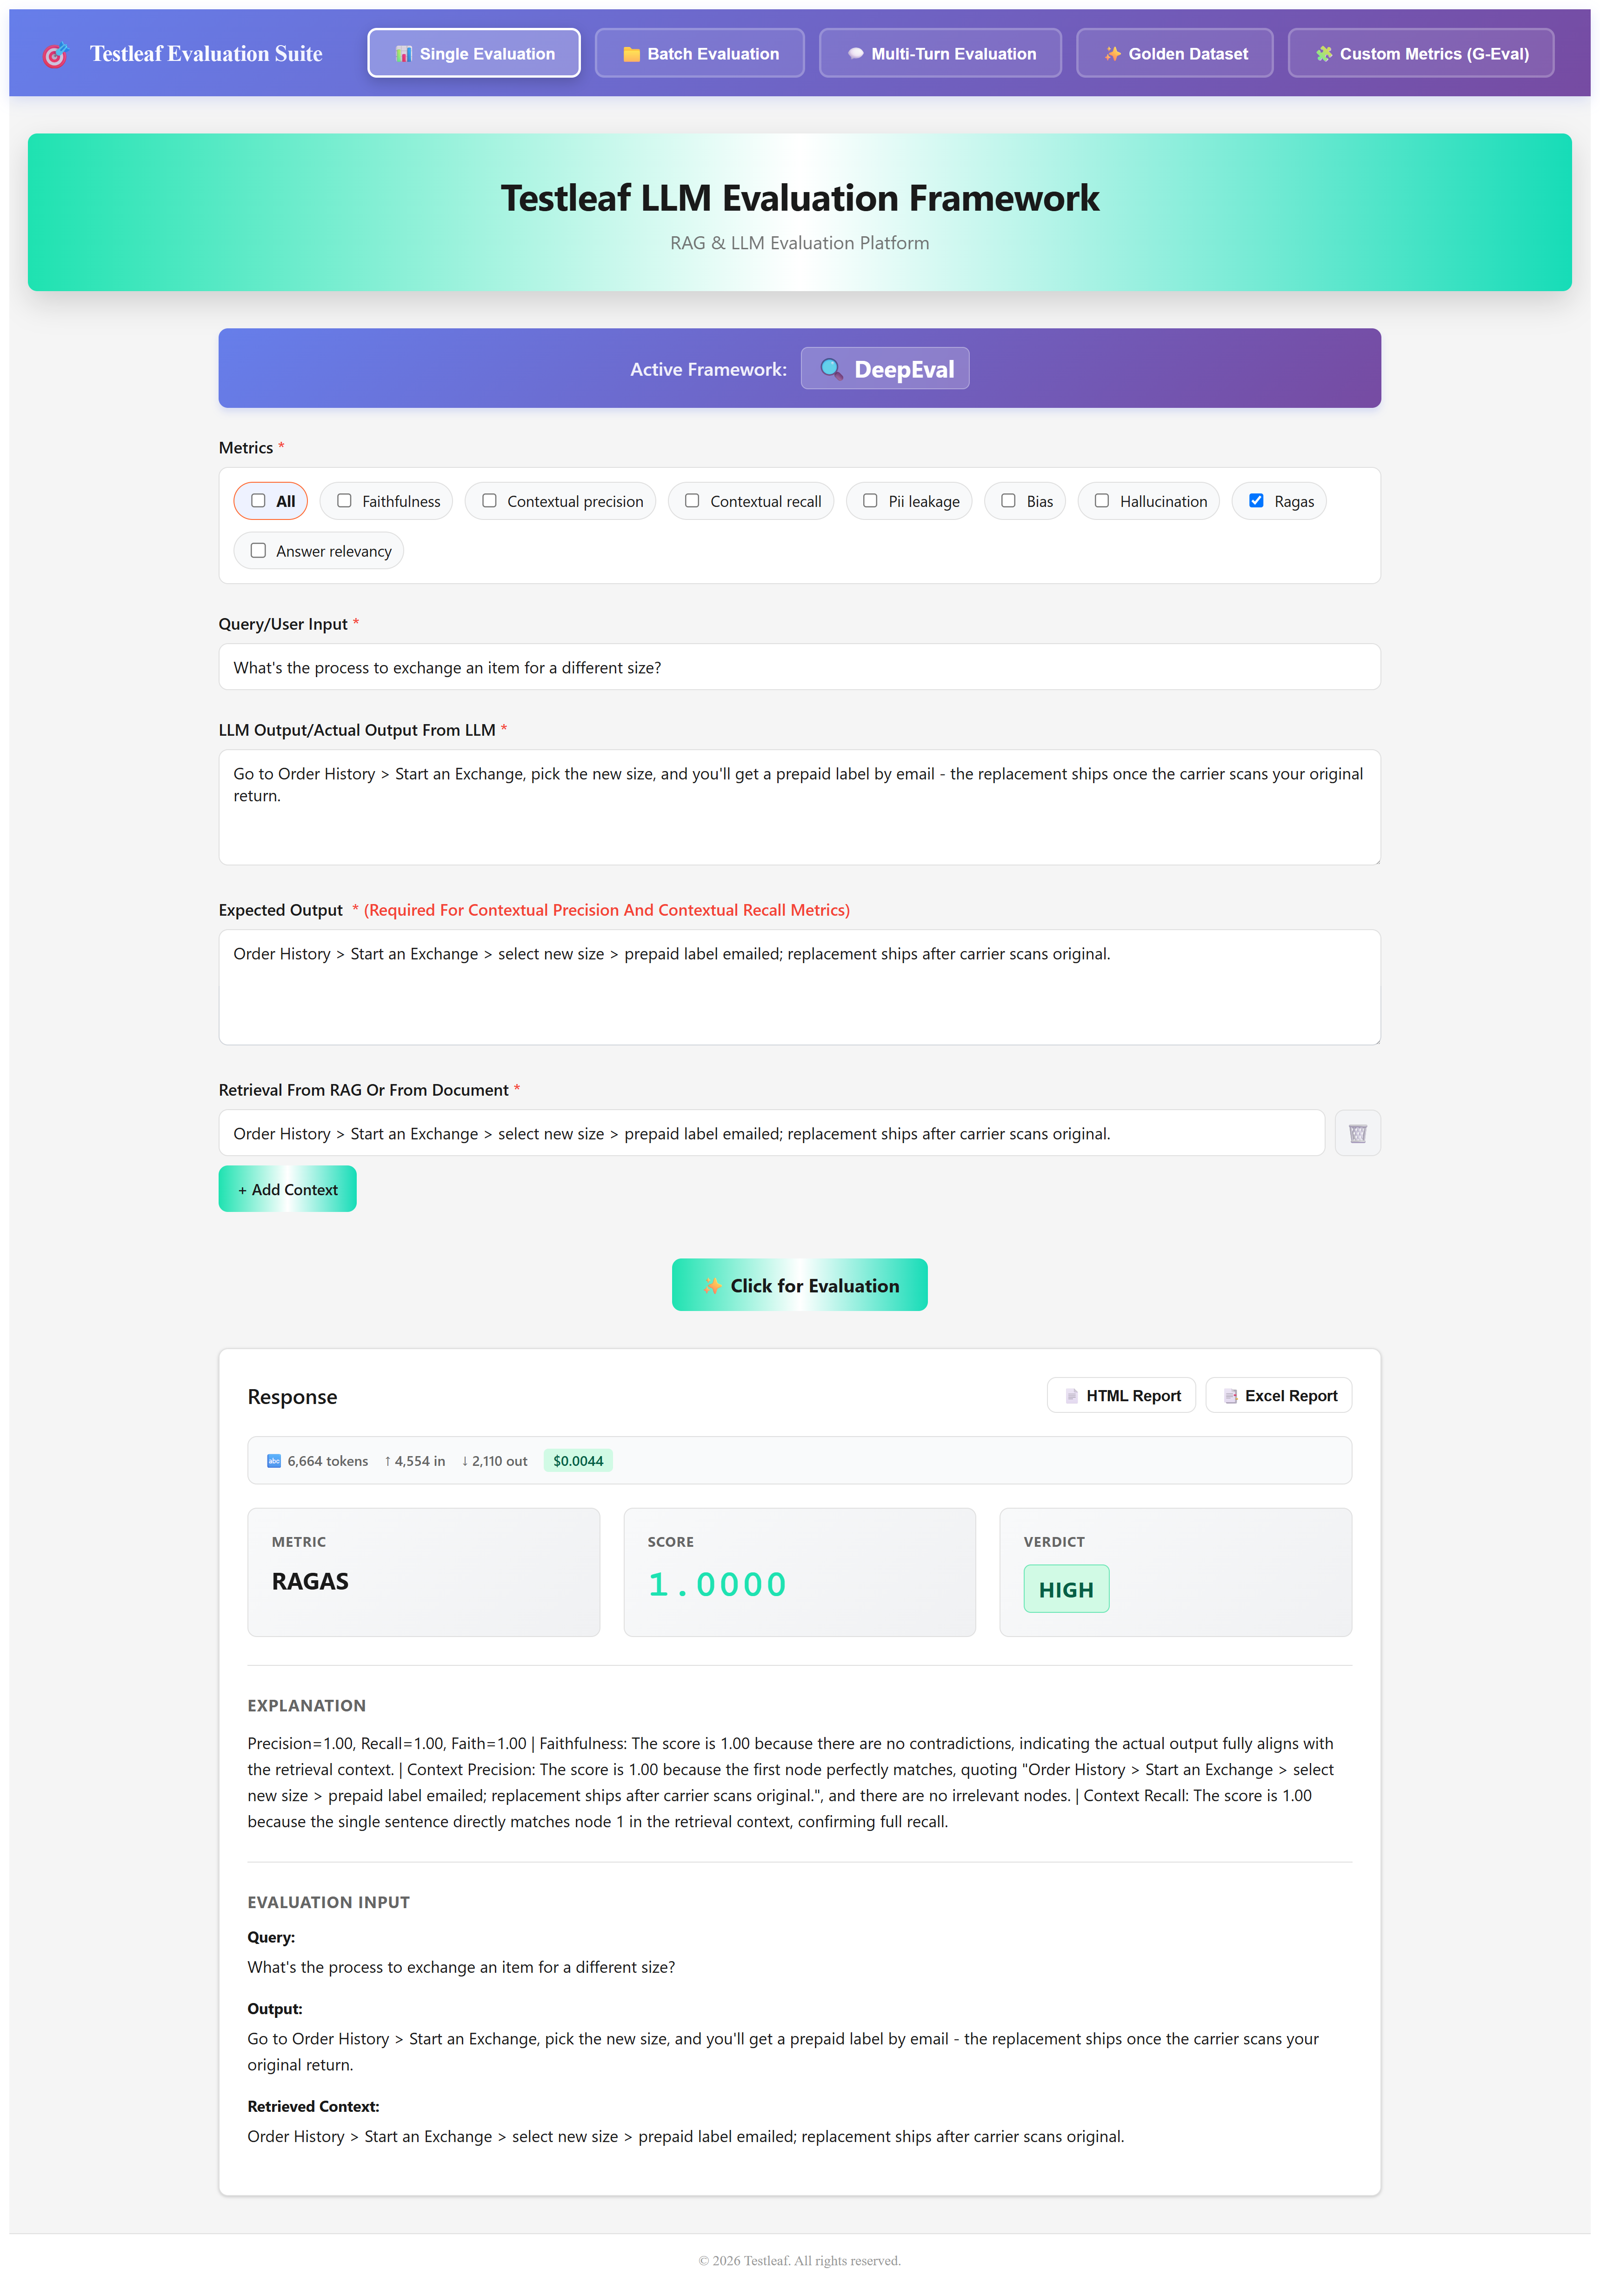 Testleaf Evaluation Suite
Single Evaluation
Batch Evaluation
Multi-Turn Evaluation
Golden Dataset
Custom Metrics (G-Eval)
Testleaf LLM Evaluation Framework
RAG & LLM Evaluation Platform
Active Framework: DeepEval
Metrics *
All
Faithfulness
Contextual precision
Contextual recall
Pii leakage
Bias
Hallucination
Ragas
Answer relevancy
Query/User Input *
What's the process to exchange an item for a different size?
LLM Output/Actual Output From LLM *
Go to Order History > Start an Exchange, pick the new size, and you'll get a prepaid label by email - the replacement ships once the carrier scans your original
return.
Expected Output * (Required For Contextual Precision And Contextual Recall Metrics)
Order History > Start an Exchange > select new size > prepaid label emailed; replacement ships after carrier scans original.
Retrieval From RAG Or From Document *
Order History > Start an Exchange > select new size > prepaid label emailed; replacement ships after carrier scans original.
+ Add Context
Click for Evaluation
Response
HTML Report
Excel Report
abc 6,664 tokens ↑ 4,554 in ↓ 2,110 out $0.0044
METRIC
RAGAS
SCORE
1.0000
VERDICT
HIGH
EXPLANATION
Precision=1.00, Recall=1.00, Faith=1.00 | Faithfulness: The score is 1.00 because there are no contradictions, indicating the actual output fully aligns with
the retrieval context. | Context Precision: The score is 1.00 because the first node perfectly matches, quoting "Order History > Start an Exchange > select
new size > prepaid label emailed; replacement ships after carrier scans original.", and there are no irrelevant nodes. | Context Recall: The score is 1.00
because the single sentence directly matches node 1 in the retrieval context, confirming full recall.
EVALUATION INPUT
Query:
What's the process to exchange an item for a different size?
Output:
Go to Order History > Start an Exchange, pick the new size, and you'll get a prepaid label by email - the replacement ships once the carrier scans your
original return.
Retrieved Context:
Order History > Start an Exchange > select new size > prepaid label emailed; replacement ships after carrier scans original.
© 2026 Testleaf. All rights reserved.